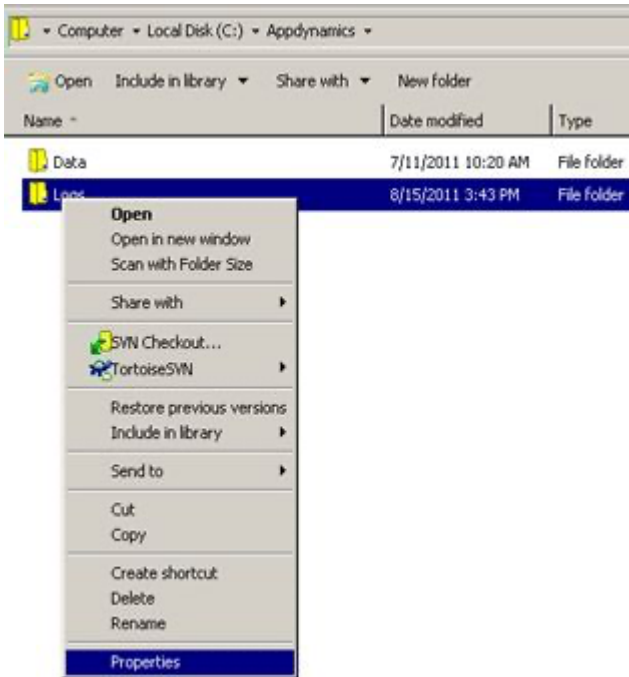 Computer Local Disk (C:) Appdynamics
Open Include in library Share with New folder
Name Date modified Type
Data 7/11/2011 10:20 AM File folder
Logs 8/15/2011 3:43 PM File folder
Open
Open in new window
Scan with Folder Size
Share with
SVN Checkout...
TortoiseSVN
Restore previous versions
Include in library
Send to
Cut
Copy
Create shortcut
Delete
Rename
Properties